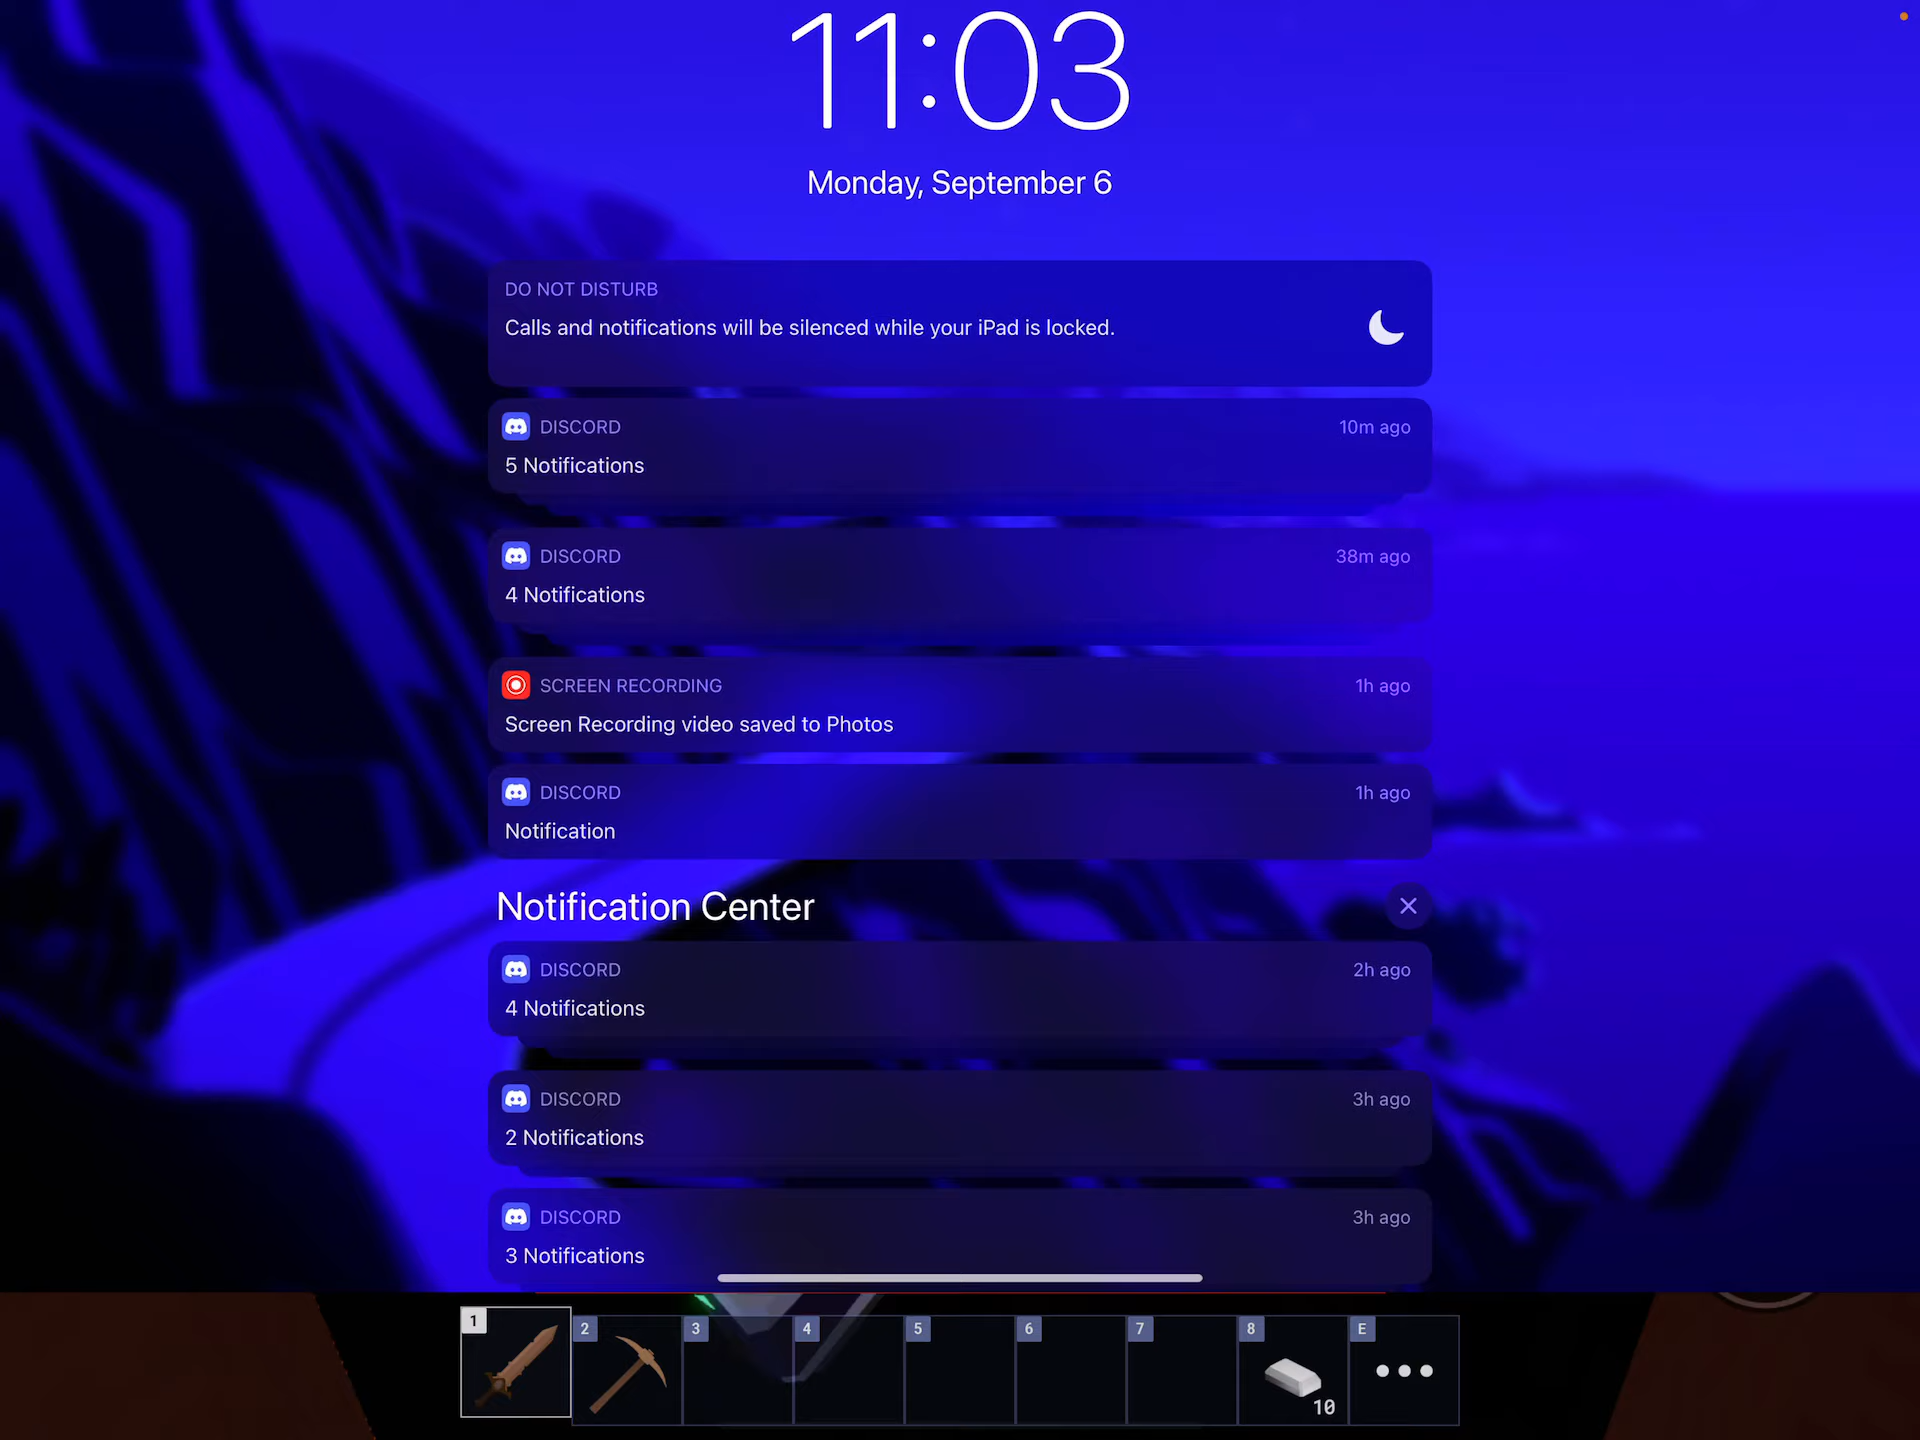 11:03
Monday, September 6
DO NOT DISTURB
Calls and notifications will be silenced while your iPad is locked.
DISCORD 10m ago
5 Notifications
DISCORD 38m ago
4 Notifications
SCREEN RECORDING 1h ago
Screen Recording video saved to Photos
DISCORD 1h ago
Notification
Notification Center
DISCORD 2h ago
4 Notifications
DISCORD 3h ago
2 Notifications
DISCORD 3h ago
3 Notifications
1 2 3 4 5 6 7 8 E
10